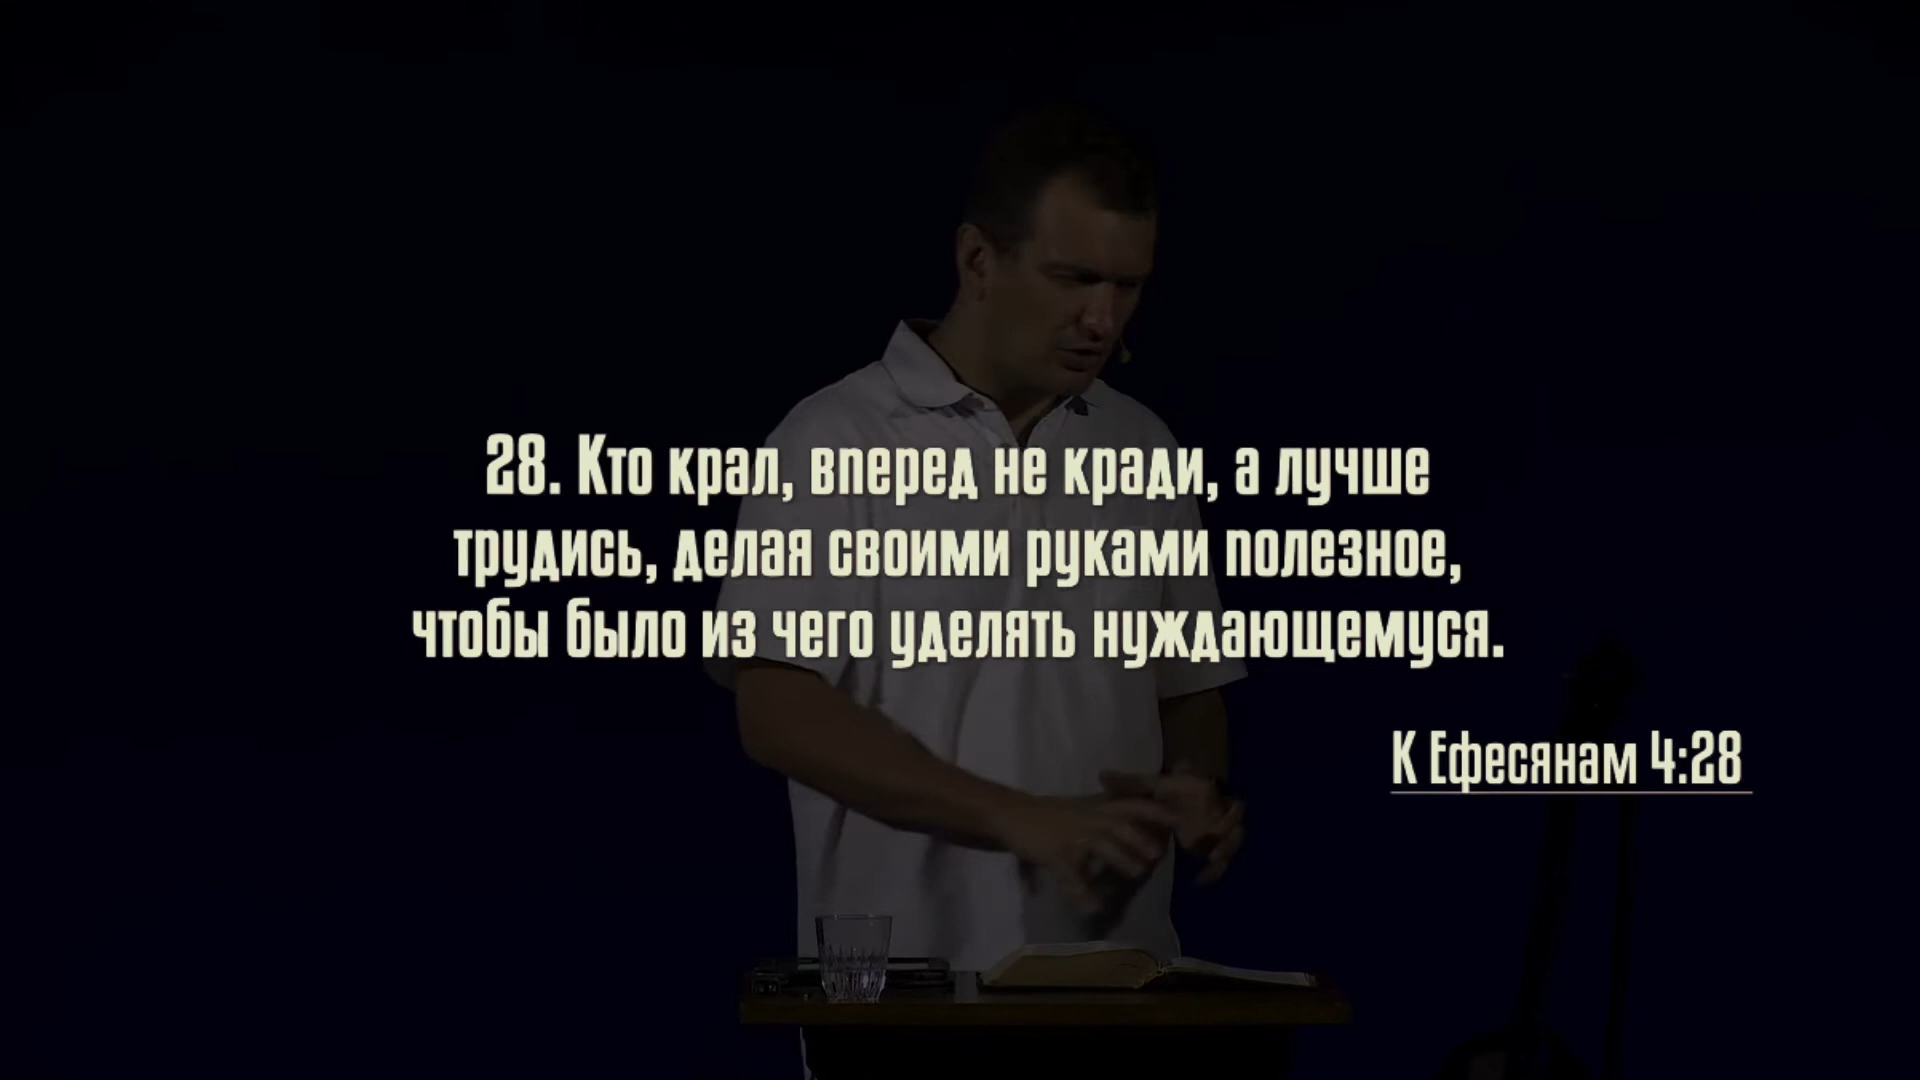 28. Кто крал, вперед не кради, а лучше
трудись, делая своими руками полезное,
чтобы было из чего уделять нуждающемуся.
К Ефесянам 4:28